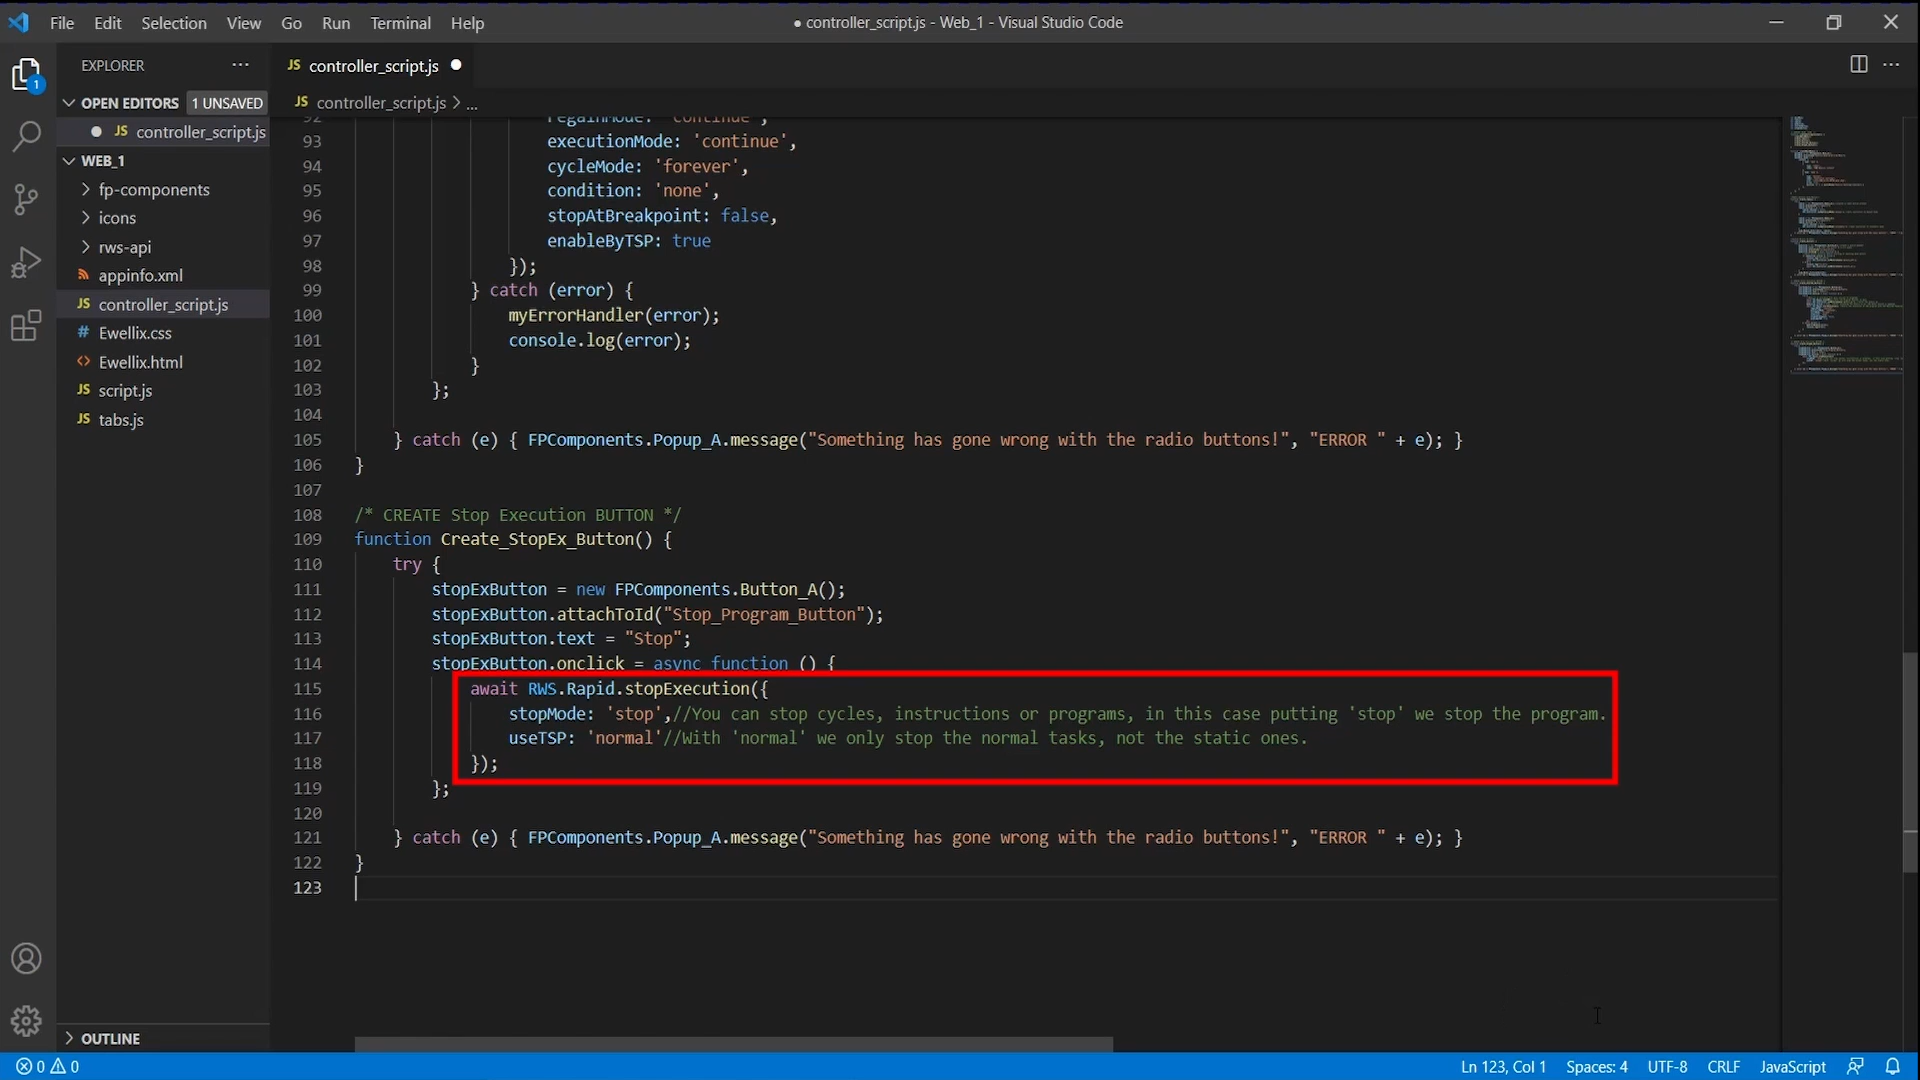 File Edit Selection View Go Run Terminal Help
● controller_script.js - Web_1 - Visual Studio Code
1
EXPLORER ···
OPEN EDITORS 1 UNSAVED
● JS controller_script.js
WEB_1
> fp-components
> icons
> rws-api
appinfo.xml
JS controller_script.js
# Ewellix.css
<> Ewellix.html
JS script.js
JS tabs.js
> OUTLINE
JS controller_script.js ●
JS controller_script.js > ...
92 regainMode: 'continue',
93 executionMode: 'continue',
94 cycleMode: 'forever',
95 condition: 'none',
96 stopAtBreakpoint: false,
97 enableByTSP: true
98 });
99 } catch (error) {
100 myErrorHandler(error);
101 console.log(error);
102 }
103 };
104
105 } catch (e) { FPComponents.Popup_A.message("Something has gone wrong with the radio buttons!", "ERROR " + e); }
106 }
107
108 /* CREATE Stop Execution BUTTON */
109 function Create_StopEx_Button() {
110 try {
111 stopExButton = new FPComponents.Button_A();
112 stopExButton.attachToId("Stop_Program_Button");
113 stopExButton.text = "Stop";
114 stopExButton.onclick = async function () {
115 await RWS.Rapid.stopExecution({
116 stopMode: 'stop',//You can stop cycles, instructions or programs, in this case putting 'stop' we stop the program.
117 useTSP: 'normal'//With 'normal' we only stop the normal tasks, not the static ones.
118 });
119 };
120
121 } catch (e) { FPComponents.Popup_A.message("Something has gone wrong with the radio buttons!", "ERROR " + e); }
122 }
123
0 0
Ln 123, Col 1 Spaces: 4 UTF-8 CRLF JavaScript